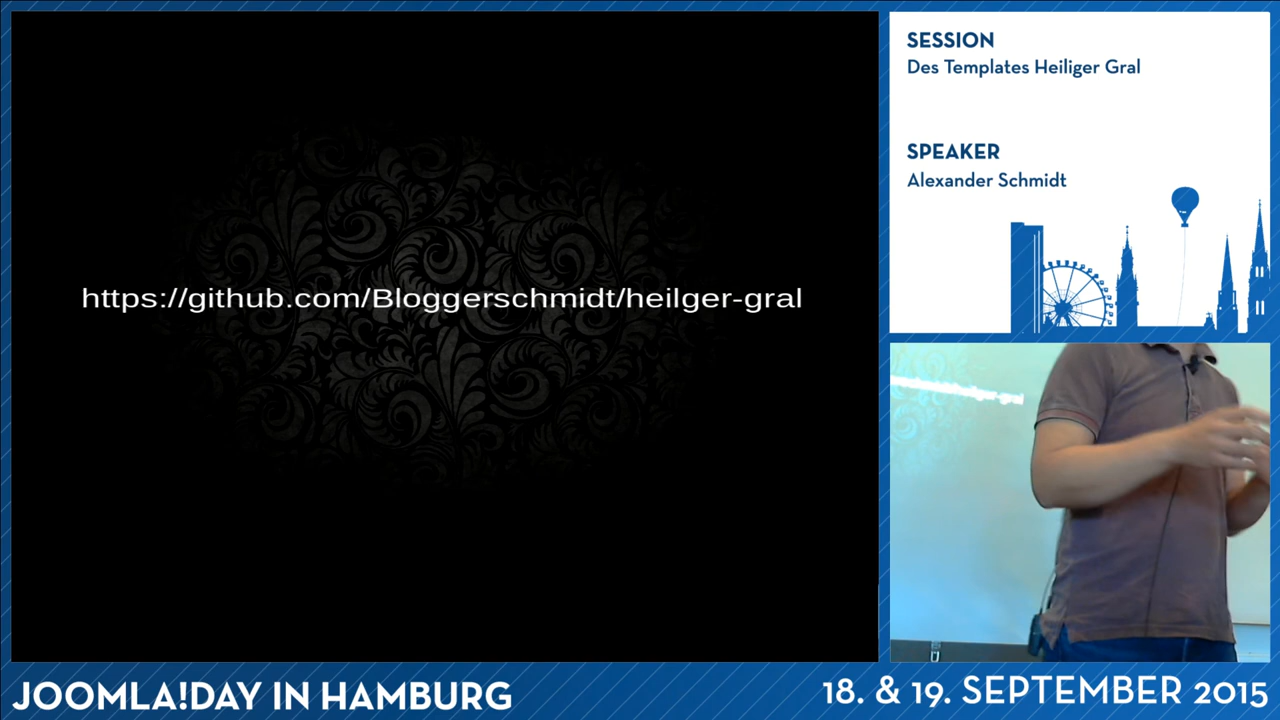 https://github.com/Bloggerschmidt/heilger-gral
SESSION
Des Templates Heiliger Gral
SPEAKER
Alexander Schmidt
JOOMLA!DAY IN HAMBURG
18. & 19. SEPTEMBER 2015